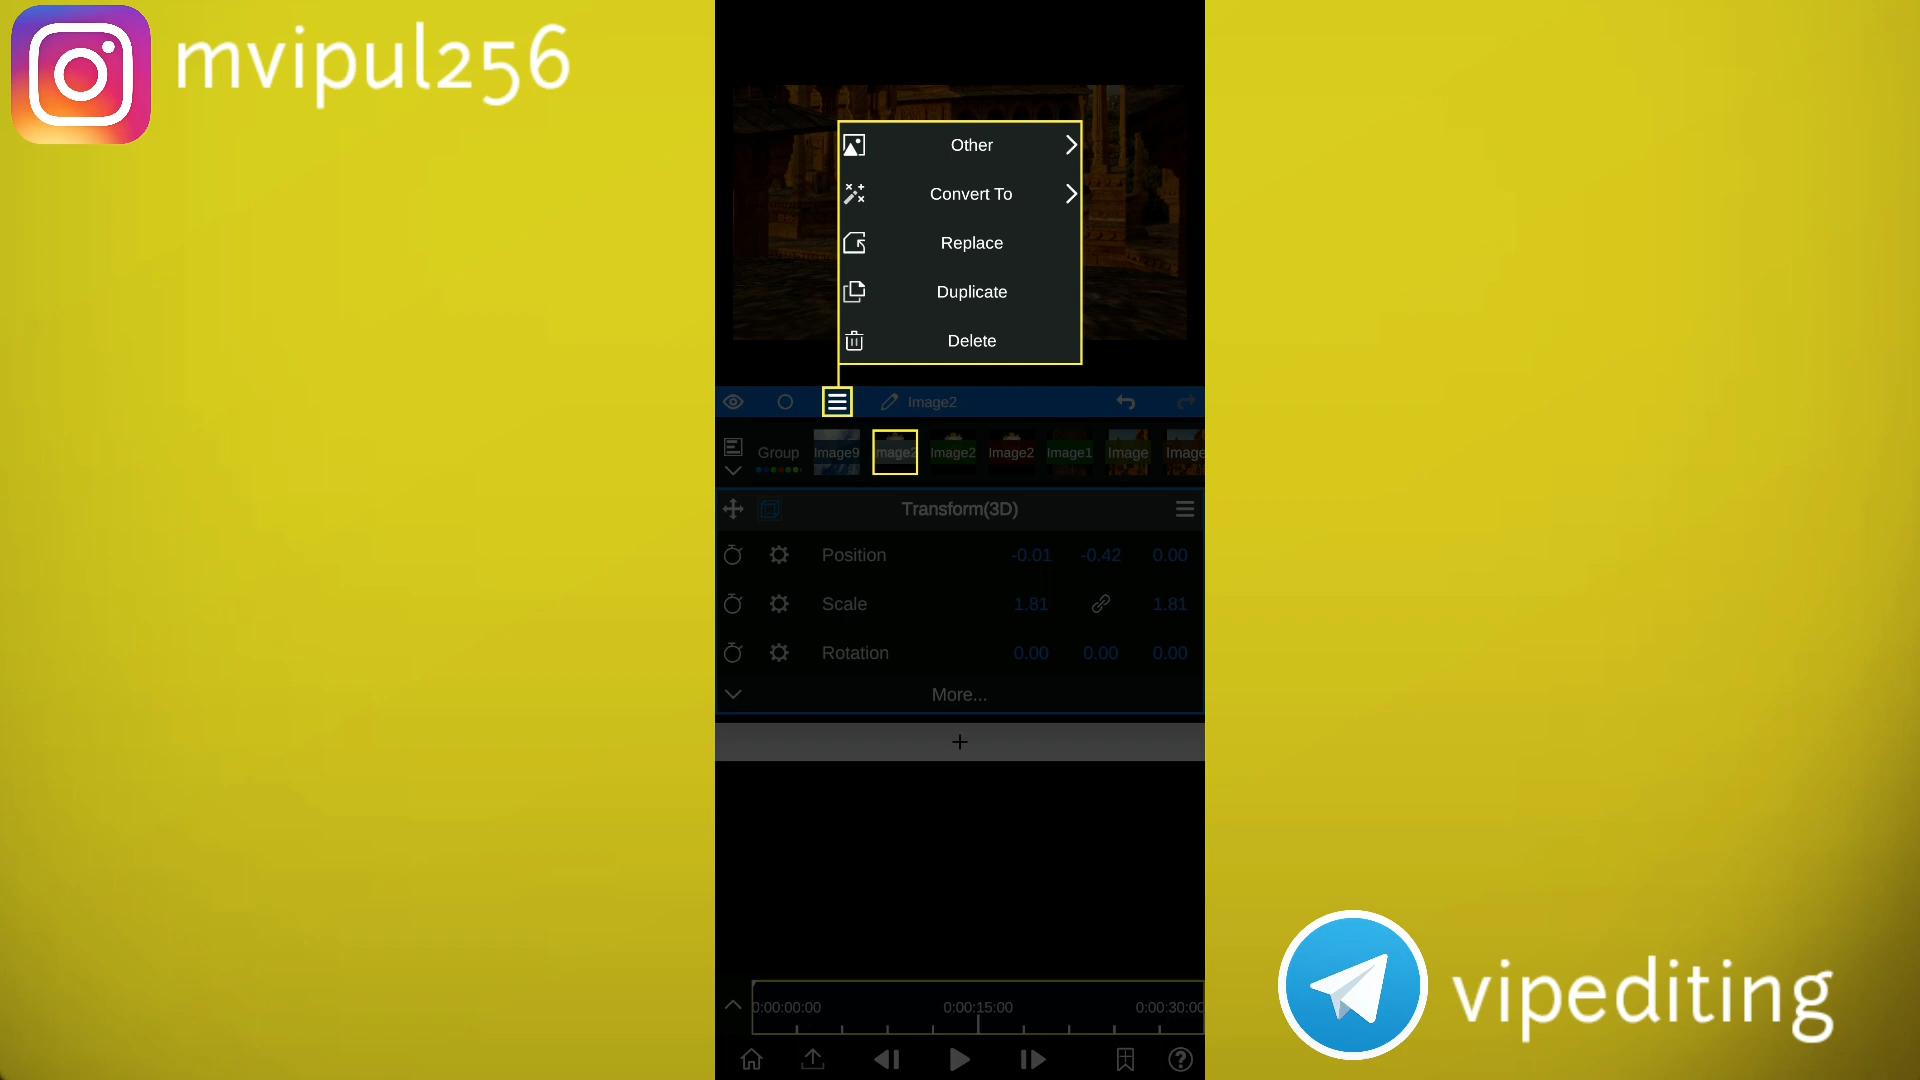 mvipul256
Other
Convert To
Replace
Duplicate
Delete
Image2
Group
Image9
mage2
Image2
Image2
Image1
Image
Image
Transform(3D)
Position -0.01 -0.42 0.00
Scale 1.81 1.81
Rotation 0.00 0.00 0.00
More...
0:00:00:00 0:00:15:00 0:00:30:00
vipediting